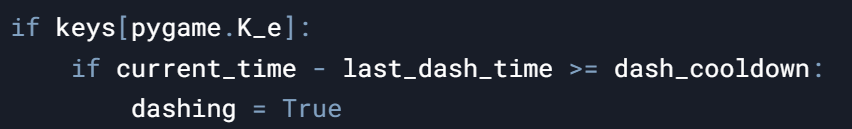 if keys[pygame.K_e]:
    if current_time - last_dash_time >= dash_cooldown:
        dashing = True